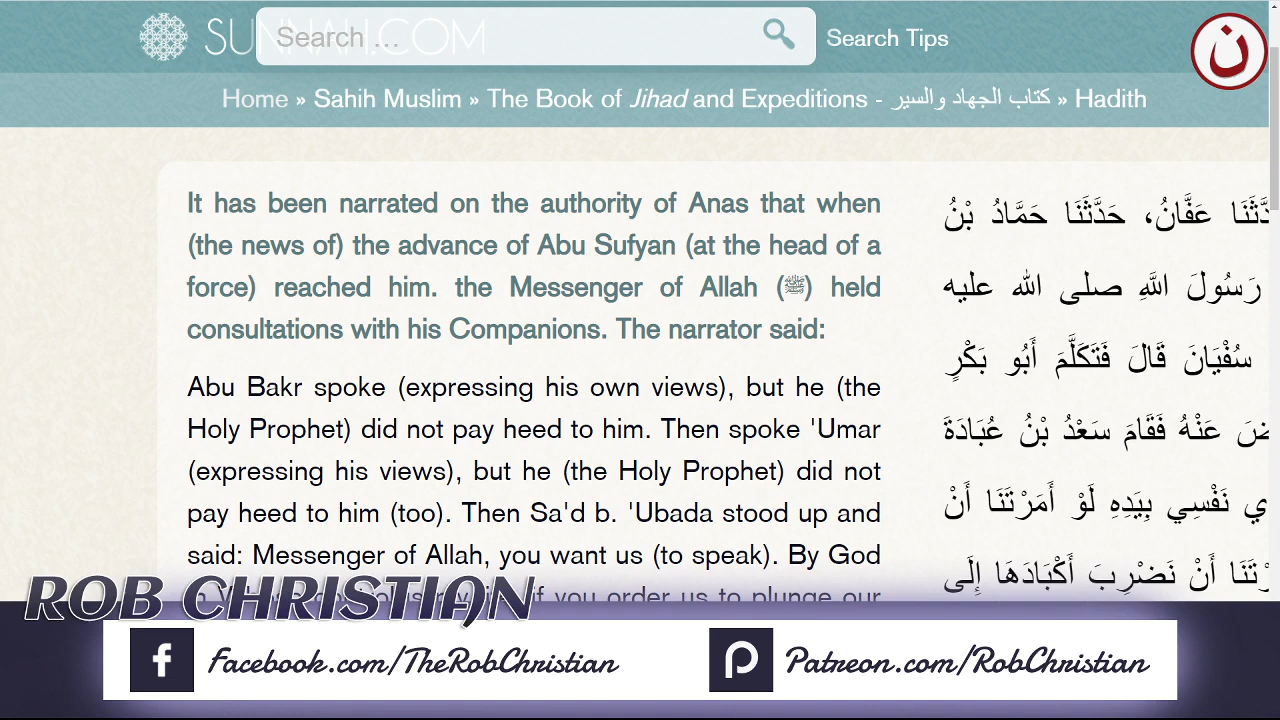 SUNNAH.COM
Search …
Search Tips
ن
Home » Sahih Muslim » The Book of Jihad and Expeditions - كتاب الجهاد والسير » Hadith
It has been narrated on the authority of Anas that when
(the news of) the advance of Abu Sufyan (at the head of a
force) reached him. the Messenger of Allah (ﷺ) held
consultations with his Companions. The narrator said:
Abu Bakr spoke (expressing his own views), but he (the
Holy Prophet) did not pay heed to him. Then spoke 'Umar
(expressing his views), but he (the Holy Prophet) did not
pay heed to him (too). Then Sa'd b. 'Ubada stood up and
said: Messenger of Allah, you want us (to speak). By God
if you order us to plunge our
عَفَّانُ، حَدَّثَنَا حَمَّادُ بْنُ
رَسُولَ اللَّهِ صلى الله عليه
سُفْيَانَ قَالَ فَتَكَلَّمَ أَبُو بَكْرٍ
عَنْهُ فَقَامَ سَعْدُ بْنُ عُبَادَةَ
نَفْسِي بِيَدِهِ لَوْ أَمَرْتَنَا أَنْ
أَنْ نَضْرِبَ أَكْبَادَهَا إِلَى
ROB CHRISTIAN
Facebook.com/TheRobChristian
Patreon.com/RobChristian